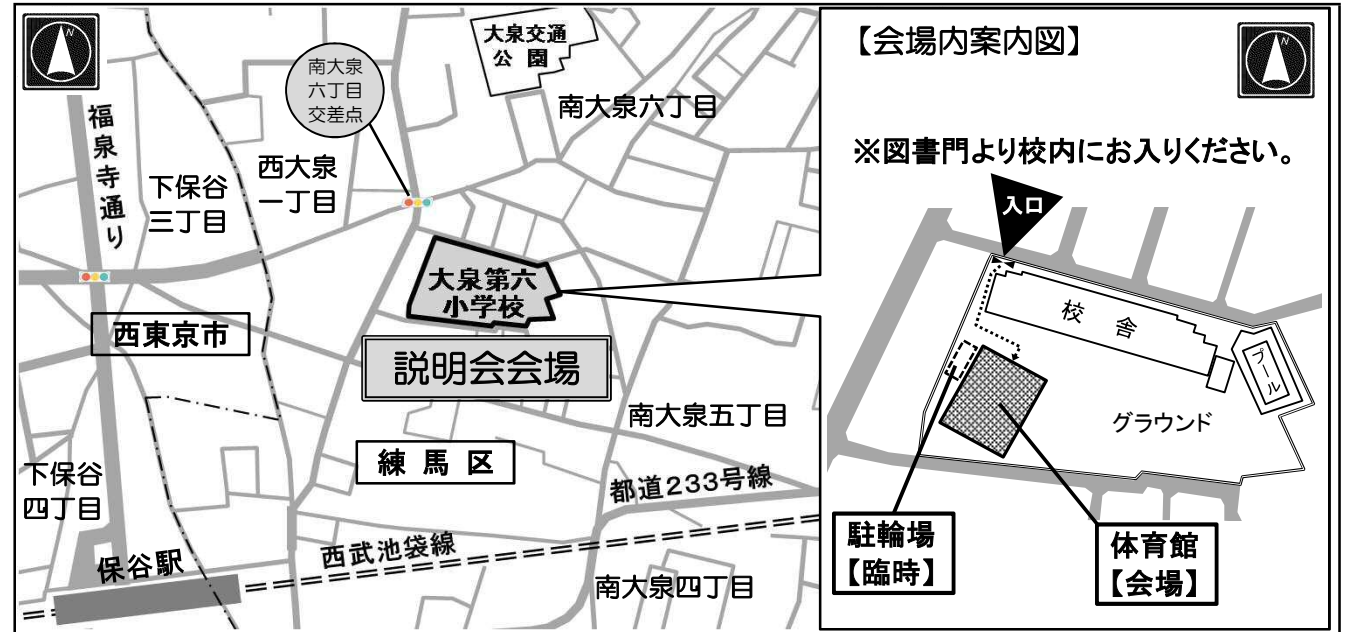 N
大泉交通
公園
南大泉
六丁目
交差点
南大泉六丁目
福泉寺通り
下保谷
三丁目
西大泉
一丁目
大泉第六
小学校
西東京市
説明会会場
南大泉五丁目
練馬区
下保谷
四丁目
都道233号線
西武池袋線
保谷駅
南大泉四丁目
【会場内案内図】
N
※図書門より校内にお入りください。
入口
校舎
プール
グラウンド
駐輪場
【臨時】
体育館
【会場】